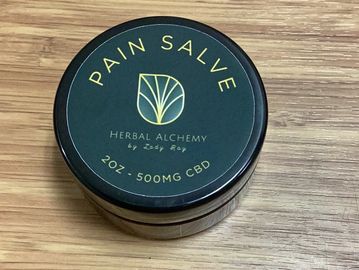 PAIN SALVE
HERBAL ALCHEMY
by Lady Ray
2OZ - 500MG CBD